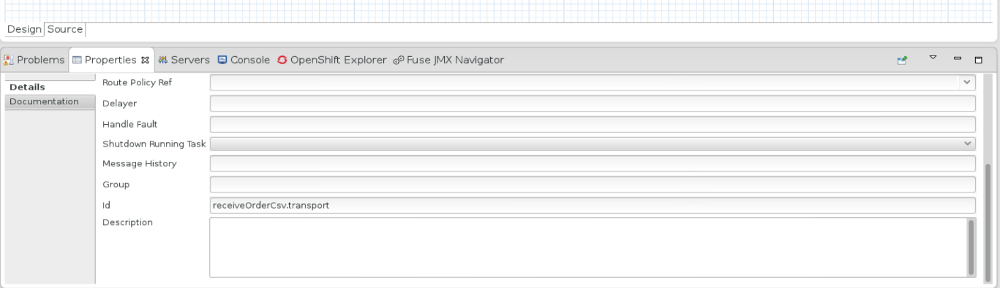 Design Source
Problems Properties Servers Console OpenShift Explorer Fuse JMX Navigator
Details
Documentation
Route Policy Ref
Delayer
Handle Fault
Shutdown Running Task
Message History
Group
Id receiveOrderCsv.transport
Description